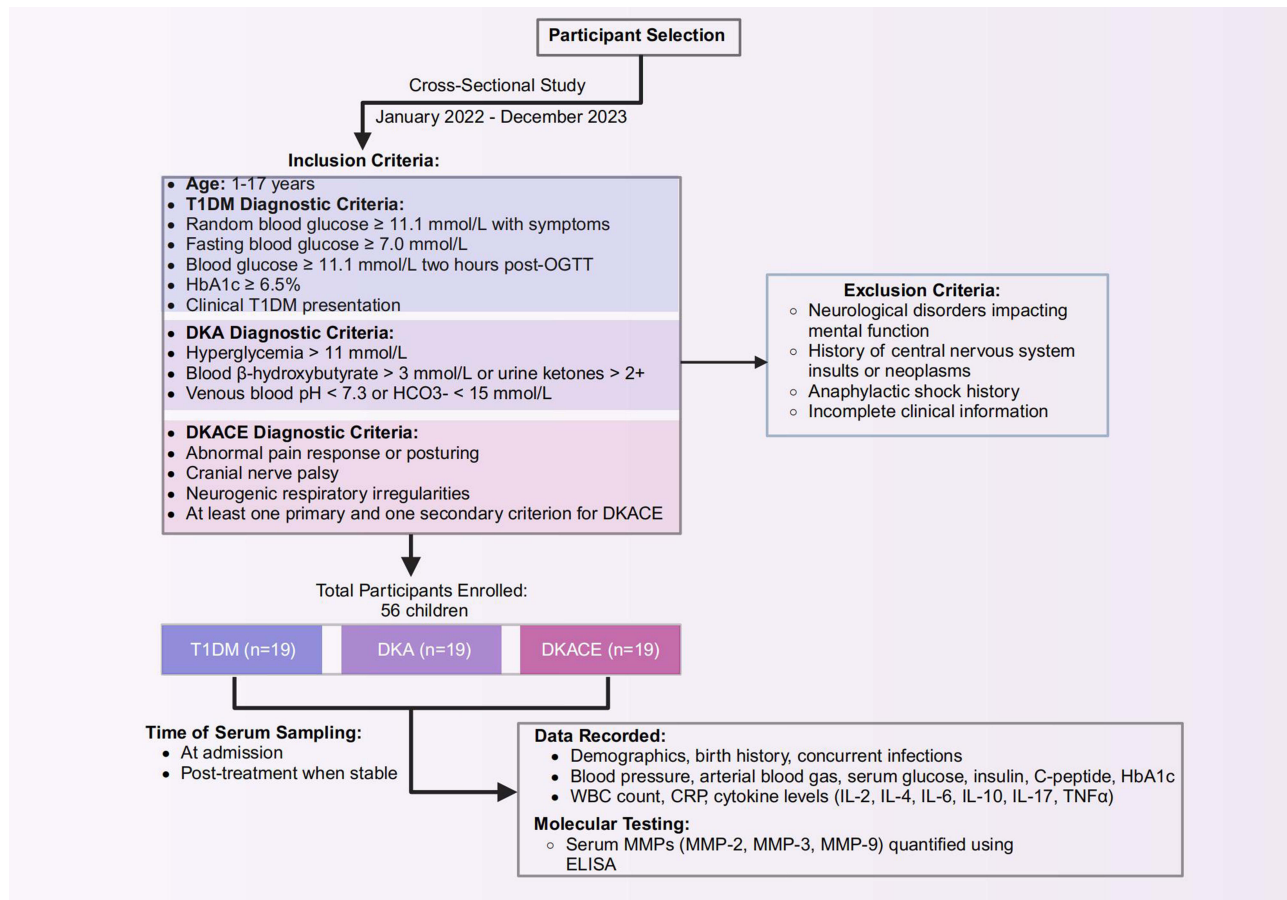 Participant Selection
Cross-Sectional Study
January 2022 - December 2023
Inclusion Criteria:
• Age: 1-17 years
• T1DM Diagnostic Criteria:
• Random blood glucose ≥ 11.1 mmol/L with symptoms
• Fasting blood glucose ≥ 7.0 mmol/L
• Blood glucose ≥ 11.1 mmol/L two hours post-OGTT
• HbA1c ≥ 6.5%
• Clinical T1DM presentation
• DKA Diagnostic Criteria:
• Hyperglycemia > 11 mmol/L
• Blood β-hydroxybutyrate > 3 mmol/L or urine ketones > 2+
• Venous blood pH < 7.3 or HCO3- < 15 mmol/L
• DKACE Diagnostic Criteria:
• Abnormal pain response or posturing
• Cranial nerve palsy
• Neurogenic respiratory irregularities
• At least one primary and one secondary criterion for DKACE
Exclusion Criteria:
○ Neurological disorders impacting
mental function
○ History of central nervous system
insults or neoplasms
○ Anaphylactic shock history
○ Incomplete clinical information
Total Participants Enrolled:
56 children
T1DM (n=19)
DKA (n=19)
DKACE (n=19)
Time of Serum Sampling:
• At admission
• Post-treatment when stable
Data Recorded:
• Demographics, birth history, concurrent infections
• Blood pressure, arterial blood gas, serum glucose, insulin, C-peptide, HbA1c
• WBC count, CRP, cytokine levels (IL-2, IL-4, IL-6, IL-10, IL-17, TNFα)
Molecular Testing:
○ Serum MMPs (MMP-2, MMP-3, MMP-9) quantified using
ELISA